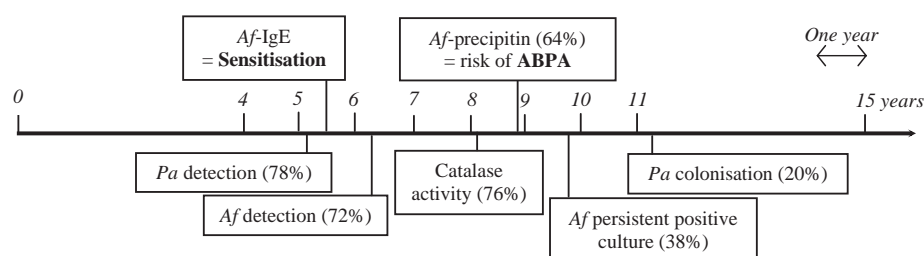 Af-IgE
= Sensitisation
Af-precipitin (64%)
= risk of ABPA
One year
0
4
5
6
7
8
9
10
11
15 years
Pa detection (78%)
Af detection (72%)
Catalase
activity (76%)
Af persistent positive
culture (38%)
Pa colonisation (20%)